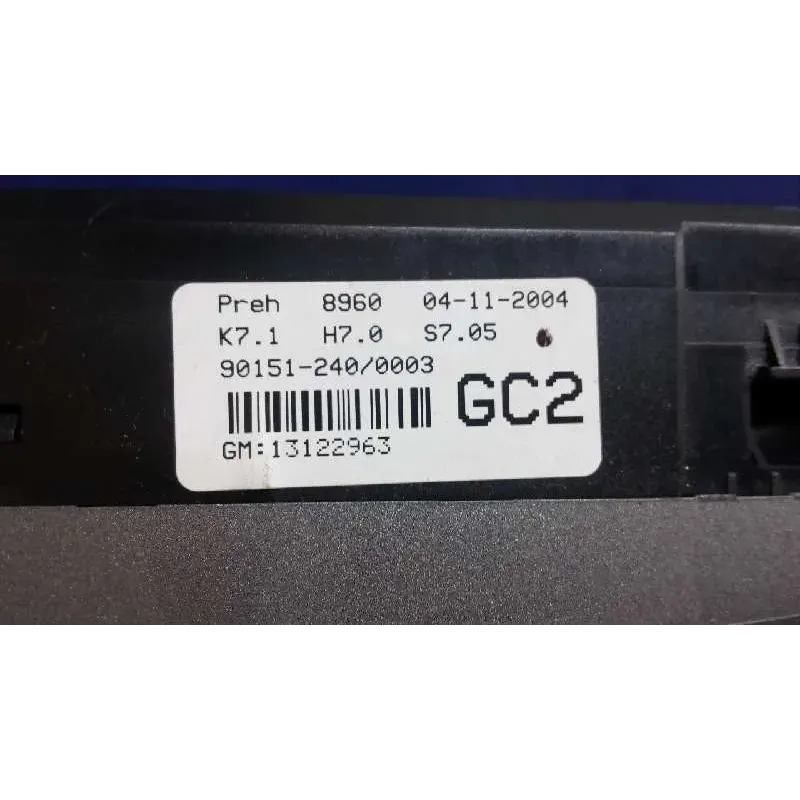 Preh 8960 04-11-2004
K7.1 H7.0 S7.05
90151-240/0003
GC2
GM:13122963